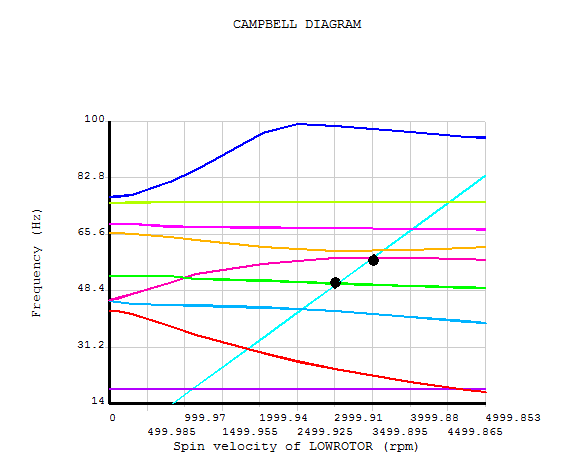 CAMPBELL DIAGRAM
Frequency (Hz)
100
82.8
65.6
48.4
31.2
14
0 999.97 1999.94 2999.91 3999.88 4999.853
499.985 1499.955 2499.925 3499.895 4499.865
Spin velocity of LOWROTOR (rpm)